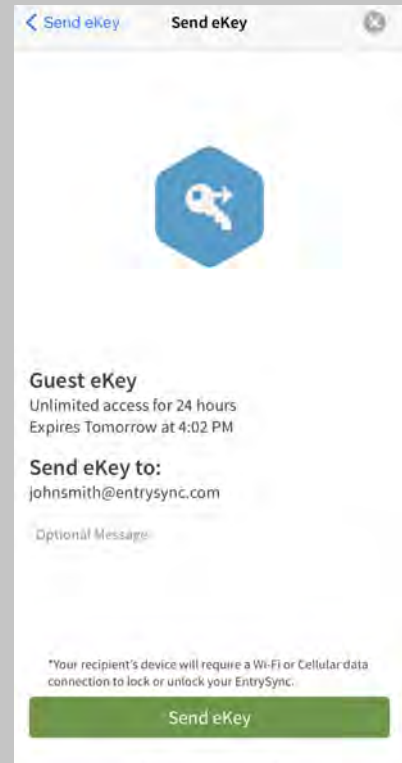 Send eKey
Send eKey
Guest eKey
Unlimited access for 24 hours
Expires Tomorrow at 4:02 PM
Send eKey to:
johnsmith@entrysync.com
Optional Message
*Your recipient's device will require a Wi-Fi or Cellular data
connection to lock or unlock your EntrySync.
Send eKey